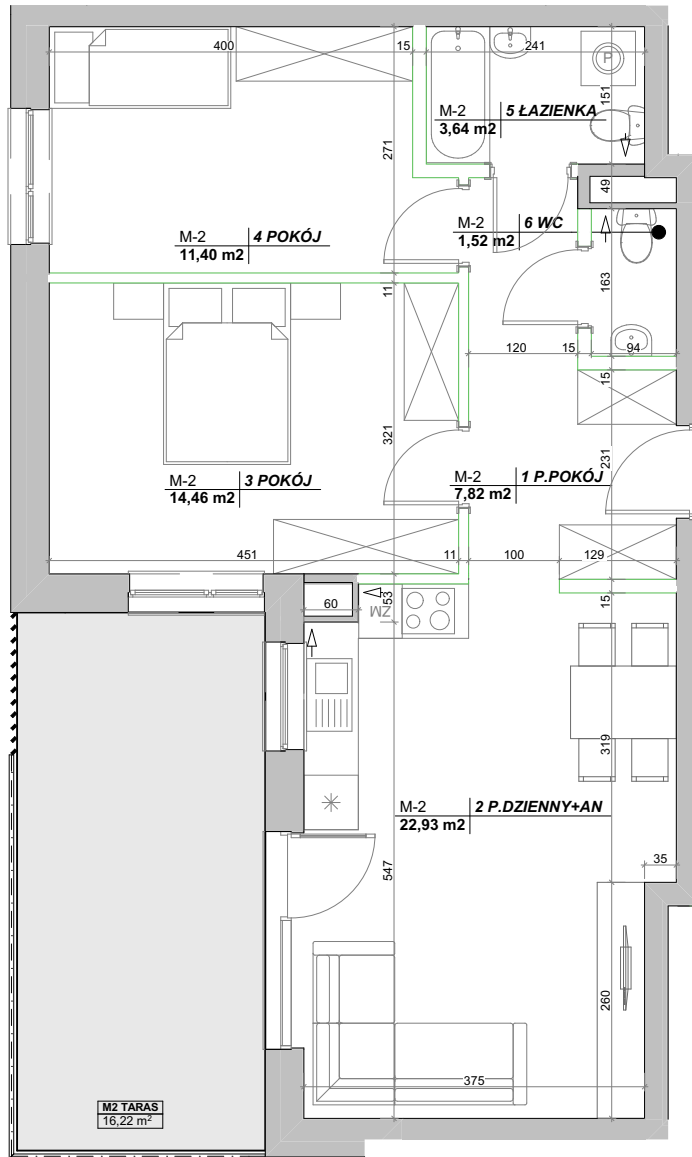 400
15
241
P
151
M-2 5 ŁAZIENKA
3,64 m2
271
49
M-2 4 POKÓJ
11,40 m2
M-2 6 WC
1,52 m2
163
11
120
15
94
15
321
231
M-2 3 POKÓJ
14,46 m2
M-2 1 P.POKÓJ
7,82 m2
451
11
100
129
60
53
ZM
15
319
M-2 2 P.DZIENNY+AN
22,93 m2
547
35
260
375
M2 TARAS
16,22 m²